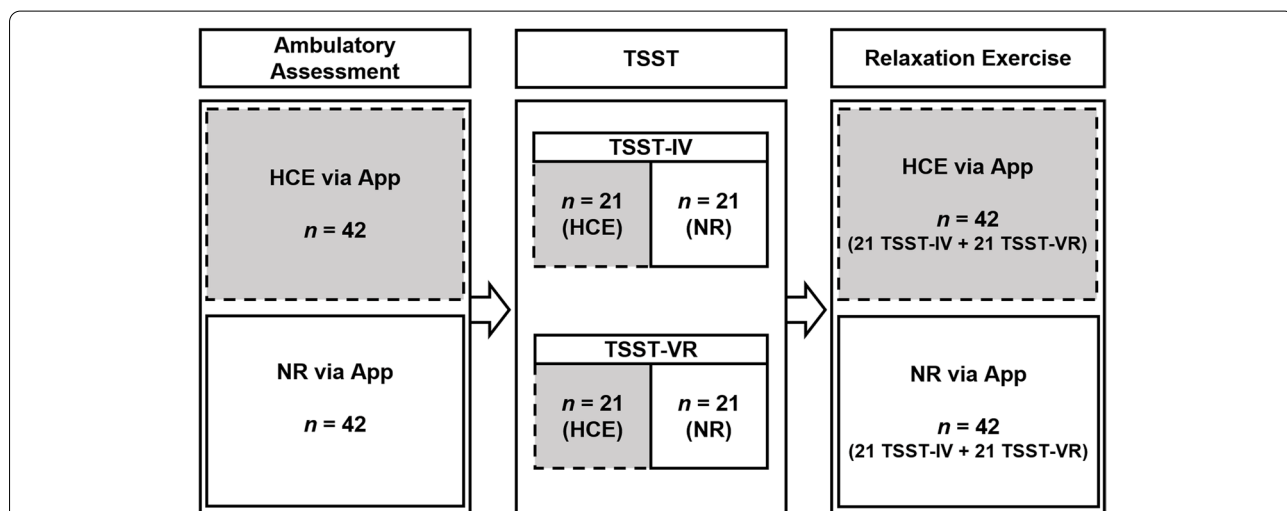 Ambulatory
Assessment
TSST
Relaxation Exercise
HCE via App
n = 42
NR via App
n = 42
TSST-IV
n = 21
(HCE)
n = 21
(NR)
TSST-VR
n = 21
(HCE)
n = 21
(NR)
HCE via App
n = 42
(21 TSST-IV + 21 TSST-VR)
NR via App
n = 42
(21 TSST-IV + 21 TSST-VR)